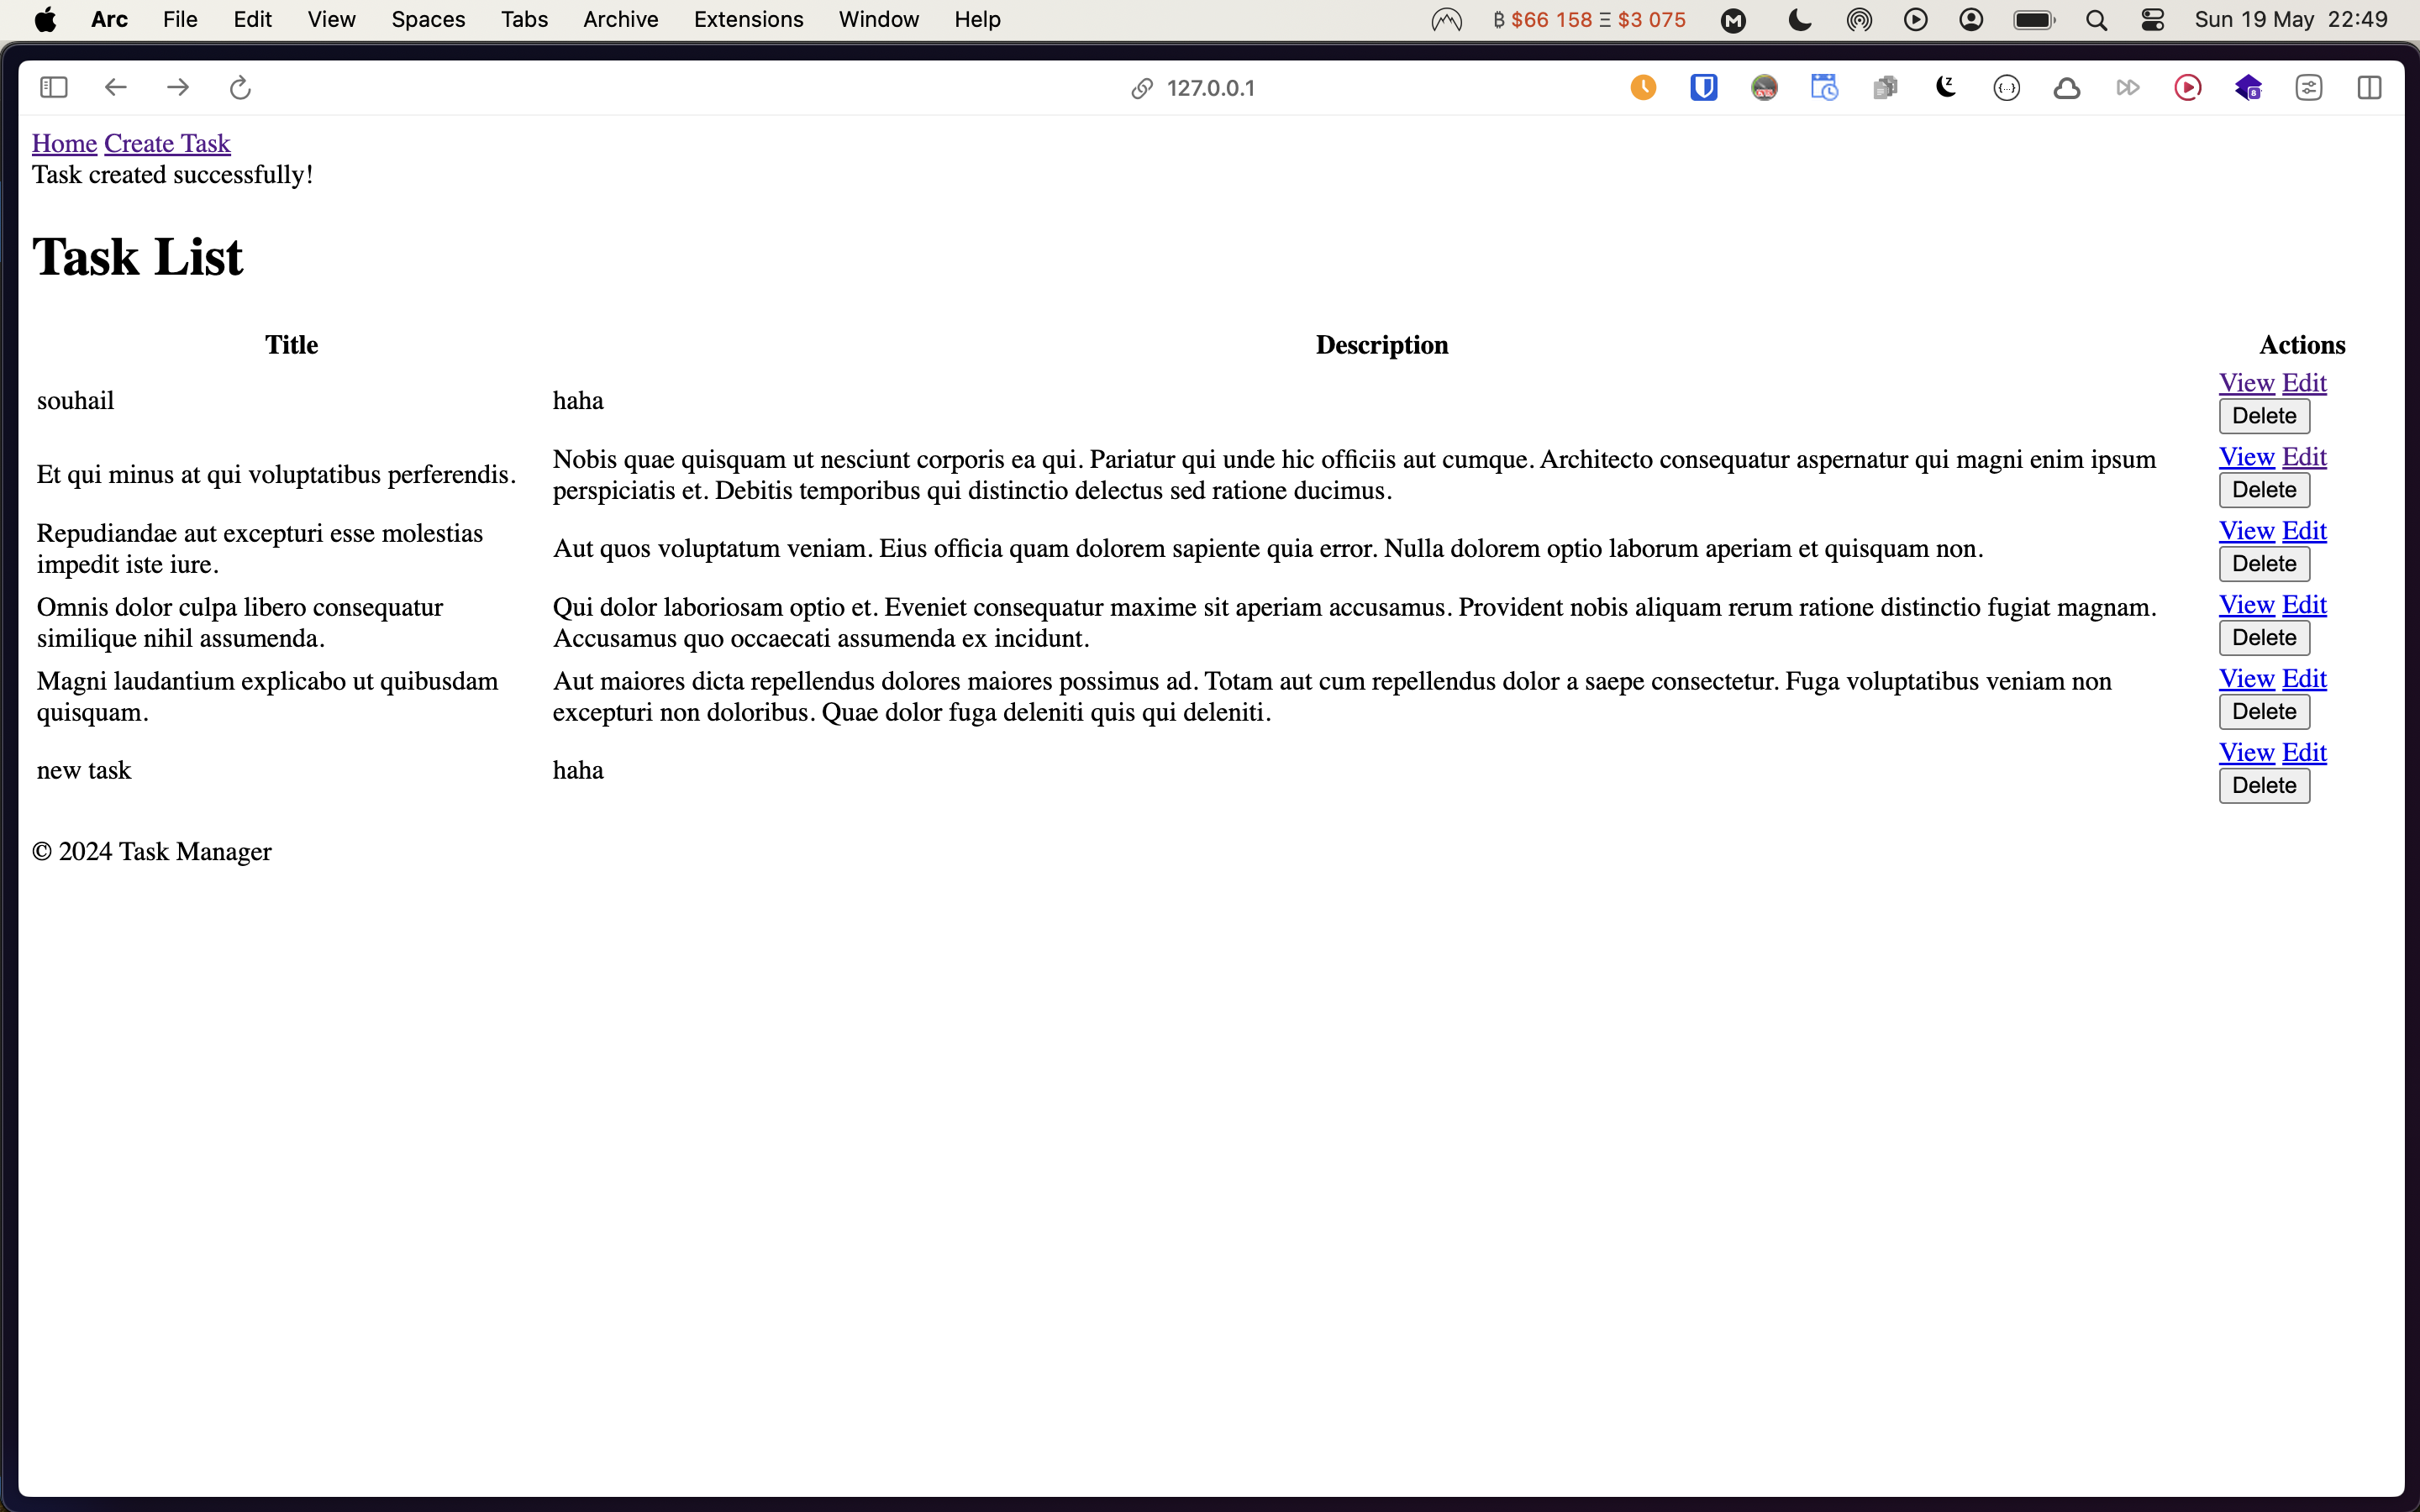 Arc File Edit View Spaces Tabs Archive Extensions Window Help ₿ $66 158 Ξ $3 075 Sun 19 May 22:49
127.0.0.1
Home Create Task
Task created successfully!
Task List
Title Description Actions
souhail haha View Edit
Delete
Et qui minus at qui voluptatibus perferendis.
Nobis quae quisquam ut nesciunt corporis ea qui. Pariatur qui unde hic officiis aut cumque. Architecto consequatur aspernatur qui magni enim ipsum
perspiciatis et. Debitis temporibus qui distinctio delectus sed ratione ducimus.
View Edit
Delete
Repudiandae aut excepturi esse molestias
impedit iste iure.
Aut quos voluptatum veniam. Eius officia quam dolorem sapiente quia error. Nulla dolorem optio laborum aperiam et quisquam non.
View Edit
Delete
Omnis dolor culpa libero consequatur
similique nihil assumenda.
Qui dolor laboriosam optio et. Eveniet consequatur maxime sit aperiam accusamus. Provident nobis aliquam rerum ratione distinctio fugiat magnam.
Accusamus quo occaecati assumenda ex incidunt.
View Edit
Delete
Magni laudantium explicabo ut quibusdam
quisquam.
Aut maiores dicta repellendus dolores maiores possimus ad. Totam aut cum repellendus dolor a saepe consectetur. Fuga voluptatibus veniam non
excepturi non doloribus. Quae dolor fuga deleniti quis qui deleniti.
View Edit
Delete
new task haha View Edit
Delete
© 2024 Task Manager